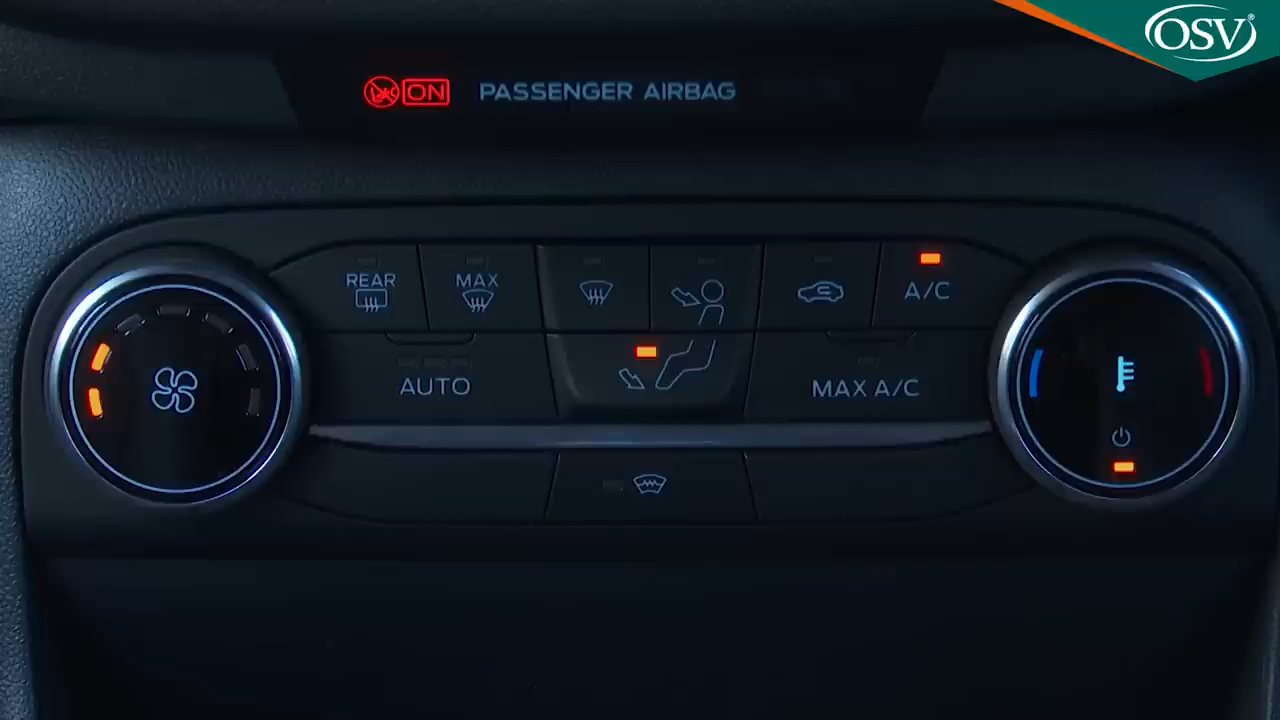 OSV®
ON PASSENGER AIRBAG
REAR
MAX
A/C
AUTO
MAX A/C